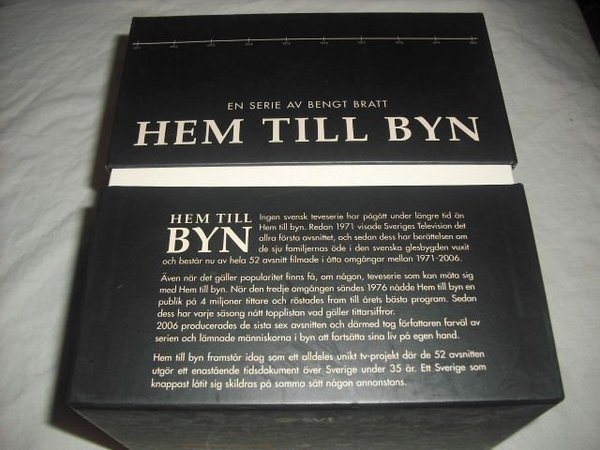 EN SERIE AV BENGT BRATT
HEM TILL BYN
HEM TILL
BYN
Ingen svensk teveserie har pågått under längre tid än
Hem till byn. Redan 1971 visade Sveriges Television det
allra första avsnittet, och sedan dess har berättelsen om
de sju familjernas öde i den svenska glesbygden vuxit
och består nu av hela 52 avsnitt filmade i åtta omgångar mellan 1971-2006.
Även när det gäller popularitet finns få, om någon, teveserie som kan mäta sig
med Hem till byn. När den tredje omgången sändes 1976 nådde Hem till byn en
publik på 4 miljoner tittare och röstades fram till årets bästa program. Sedan
dess har varje säsong nått topplistan vad gäller tittarsiffror.
2006 producerades de sista sex avsnitten och därmed tog författaren farväl av
serien och lämnade människorna i byn att fortsätta sina liv på egen hand.
Hem till byn framstår idag som ett alldeles unikt tv-projekt där de 52 avsnitten
utgör ett enastående tidsdokument över Sverige under 35 år. Ett Sverige som
knappast låtit sig skildras på samma sätt någon annanstans.
SVT